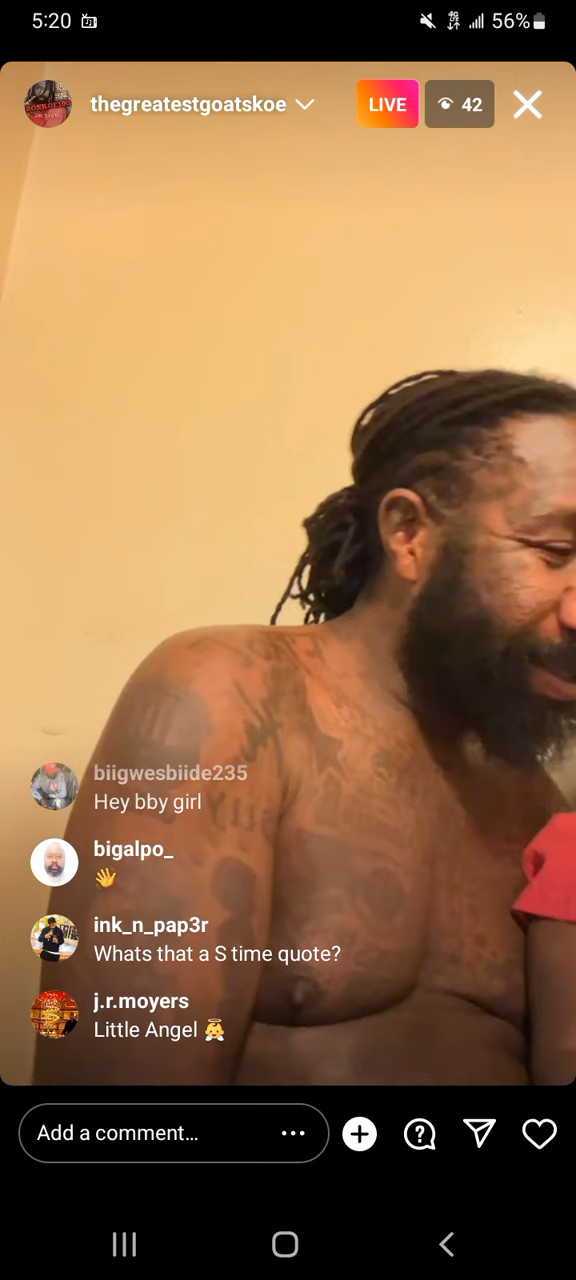 5:20
56%
thegreatestgoatskoe
LIVE
42
biigwesbiide235
Hey bby girl
bigalpo_
👋
ink_n_pap3r
Whats that a S time quote?
j.r.moyers
Little Angel 👼
Add a comment…